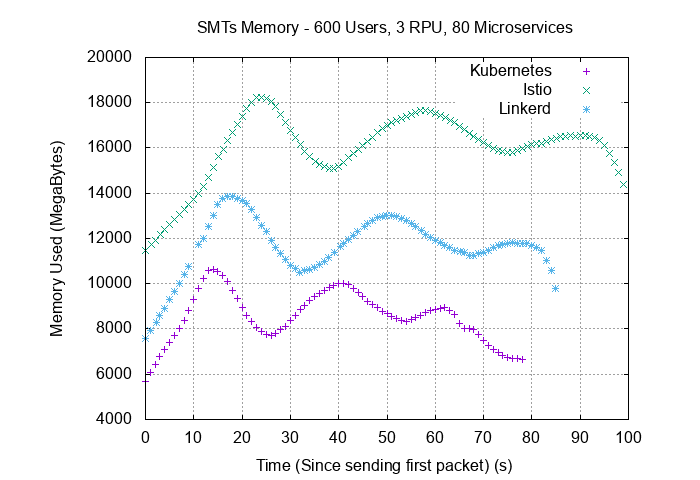 SMTs Memory - 600 Users, 3 RPU, 80 Microservices
20000
18000
16000
14000
12000
10000
8000
6000
4000
Memory Used (MegaBytes)
Kubernetes
Istio
Linkerd
0 10 20 30 40 50 60 70 80 90 100
Time (Since sending first packet) (s)